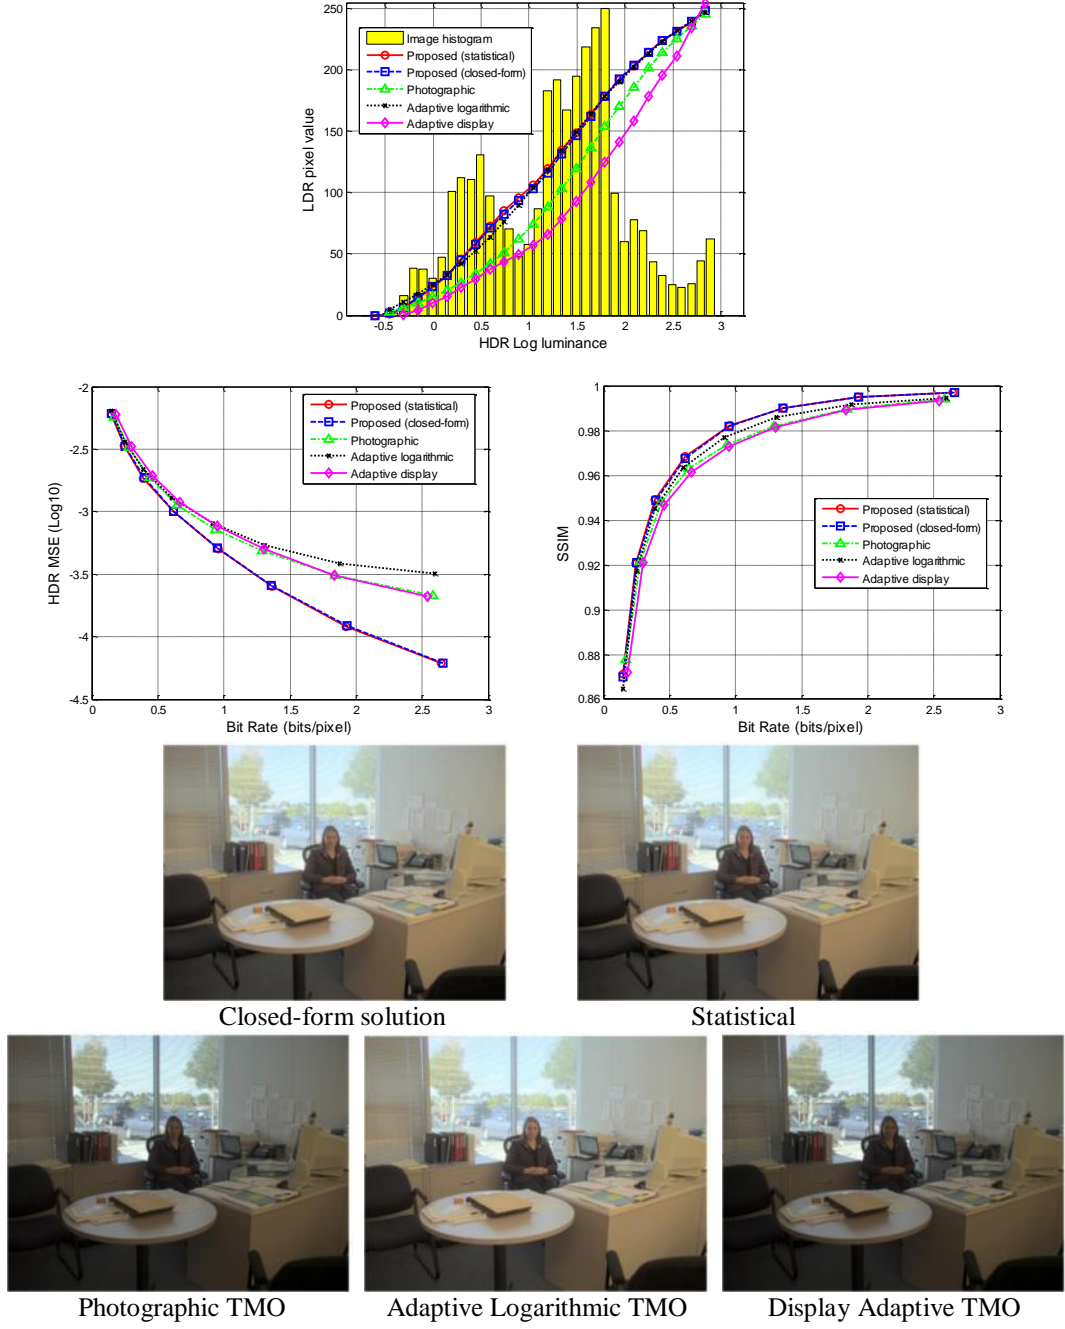 250
200
150
100
50
0
LDR pixel value
Image histogram
Proposed (statistical)
Proposed (closed-form)
Photographic
Adaptive logarithmic
Adaptive display
-0.5 0 0.5 1 1.5 2 2.5 3
HDR Log luminance
-2
-2.5
-3
-3.5
-4
-4.5
HDR MSE (Log10)
Proposed (statistical)
Proposed (closed-form)
Photographic
Adaptive logarithmic
Adaptive display
0 0.5 1 1.5 2 2.5 3
Bit Rate (bits/pixel)
1
0.98
0.96
0.94
0.92
0.9
0.88
0.86
SSIM
Proposed (statistical)
Proposed (closed-form)
Photographic
Adaptive logarithmic
Adaptive display
0 0.5 1 1.5 2 2.5 3
Bit Rate (bits/pixel)
Closed-form solution
Statistical
Photographic TMO
Adaptive Logarithmic TMO
Display Adaptive TMO